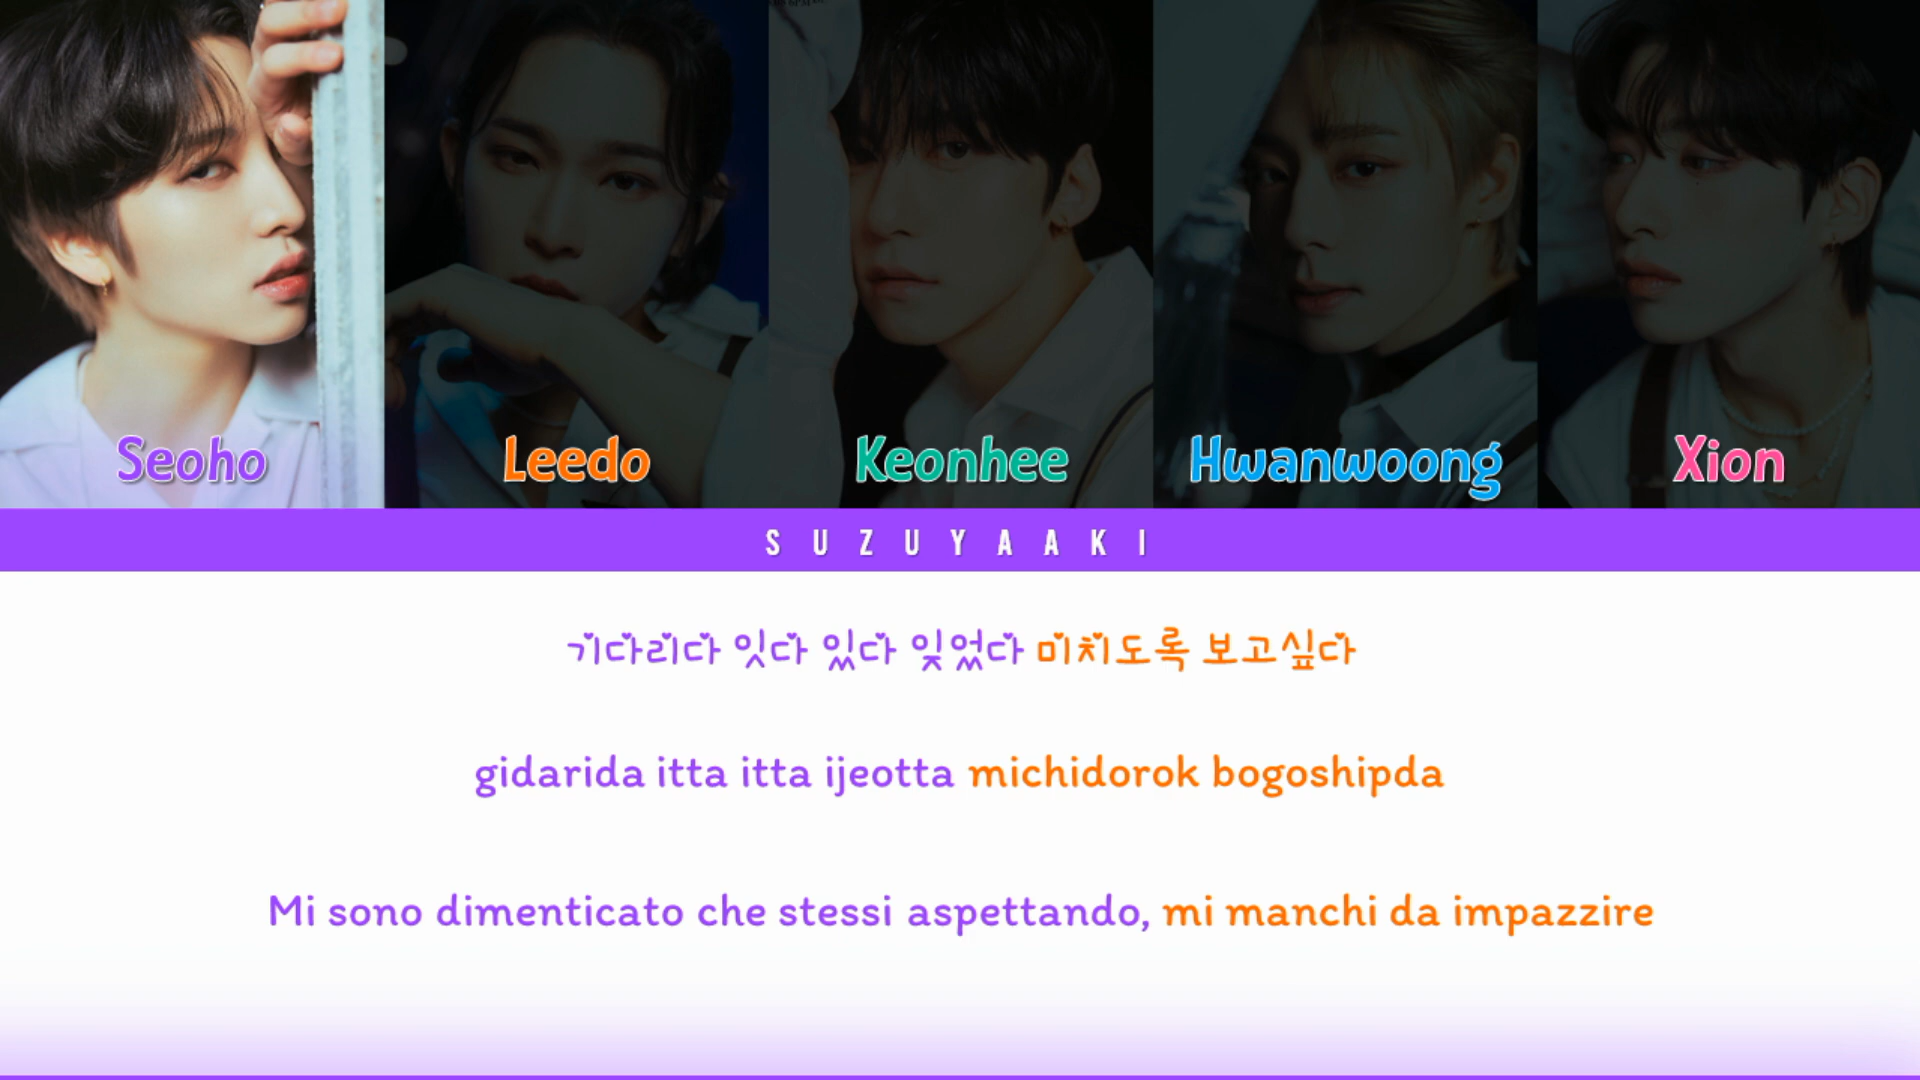 Seoho
Leedo
Keonhee
Hwanwoong
Xion
SUZUYAAKI
기다리다 잇다 있다 잊었다 미치도록 보고싶다
gidarida itta itta ijeotta michidorok bogoshipda
Mi sono dimenticato che stessi aspettando, mi manchi da impazzire